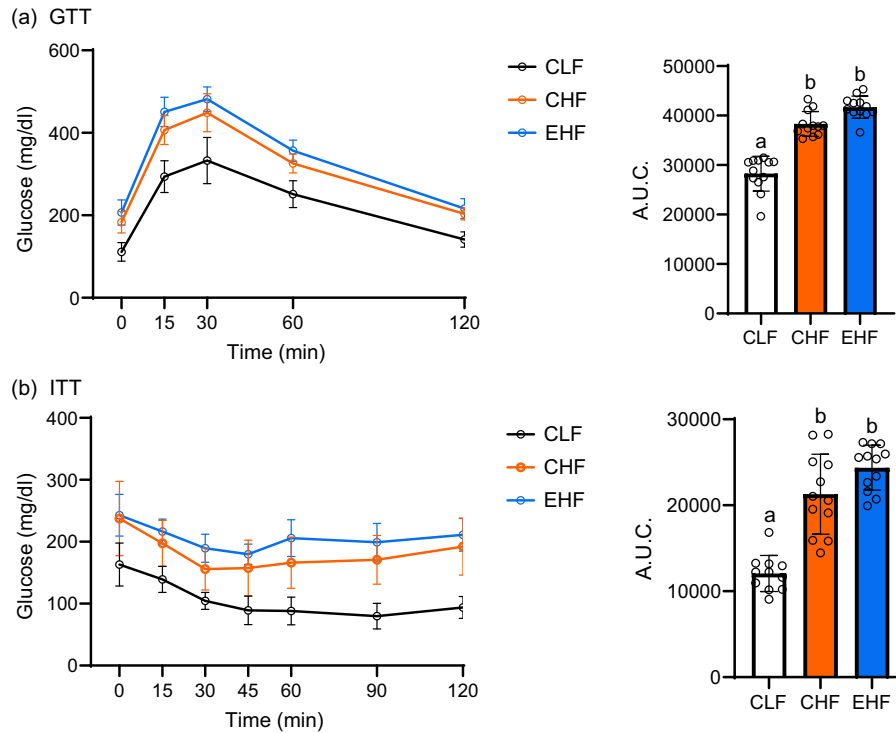 (a) GTT
600
400
200
0
Glucose (mg/dl)
0 15 30 60 120
Time (min)
CLF
CHF
EHF
50000
40000
30000
20000
10000
0
A.U.C.
a
b
b
CLF CHF EHF
(b) ITT
400
300
200
100
0
Glucose (mg/dl)
0 15 30 45 60 90 120
Time (min)
CLF
CHF
EHF
30000
20000
10000
0
A.U.C.
a
b
b
CLF CHF EHF